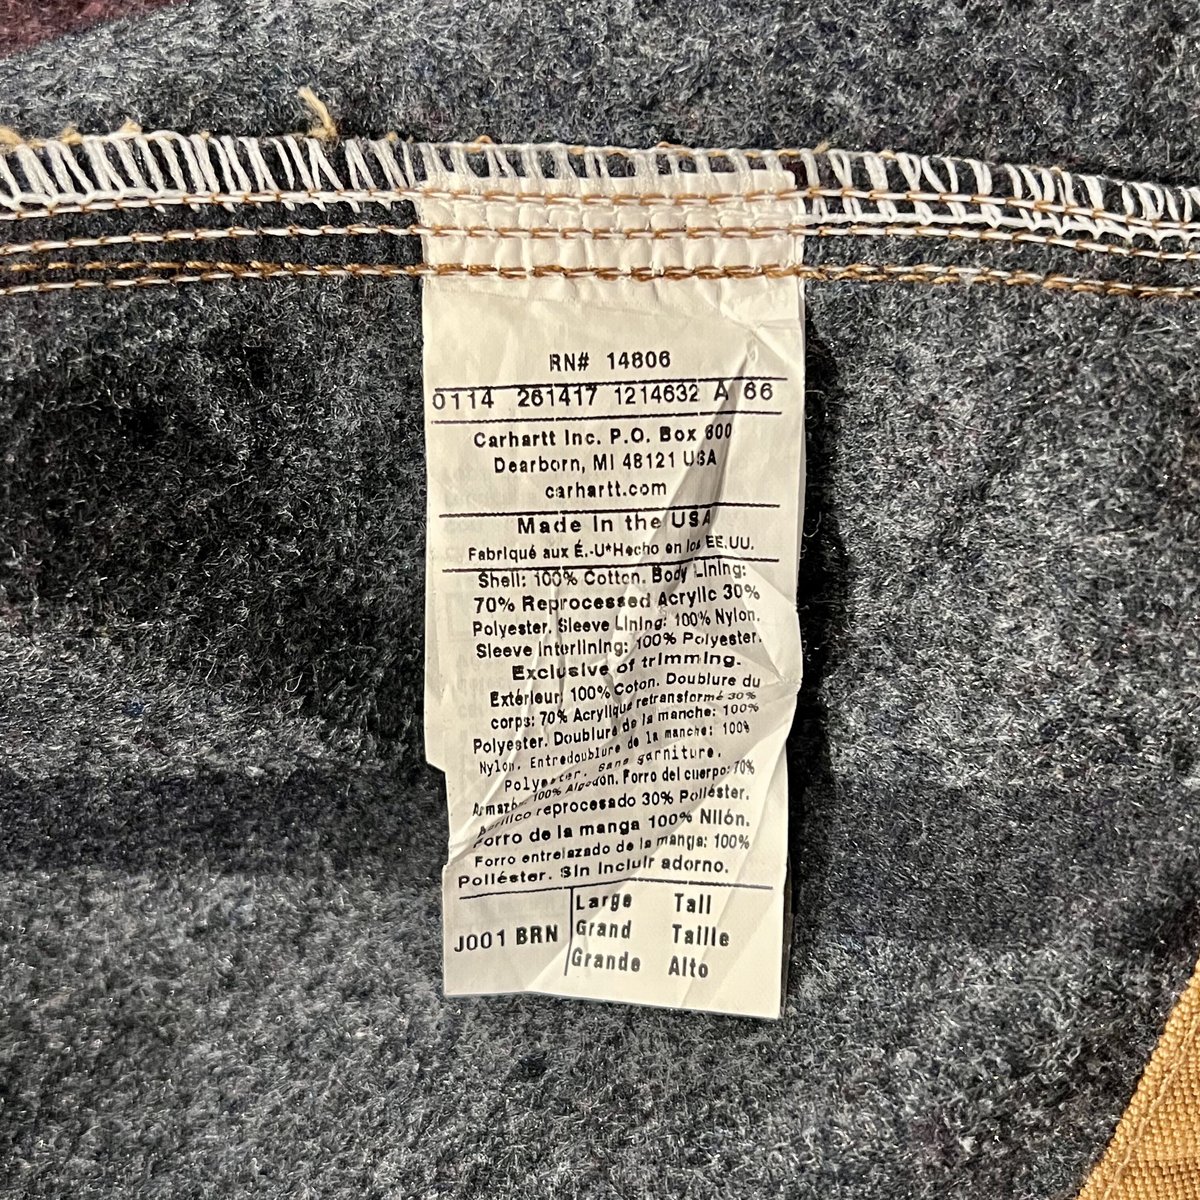 RN# 14806
0114 261417 1214632 A 66
Carhartt Inc. P.O. Box 600
Dearborn, MI 48121 USA
carhartt.com
Made In the USA
Fabriqué aux É.-U*Hecho en los EE.UU.
Shell: 100% Cotton. Body Lining:
70% Reprocessed Acrylic 30%
Polyester. Sleeve Lining: 100% Nylon.
Sleeve Interlining: 100% Polyester.
Exclusive of trimming.
Extérieur: 100% Coton. Doublure du
corps: 70% Acrylique retransformé 30%
Polyester. Doublure de la manche: 100%
Nylon. Entredoublure de la manche: 100%
Polyester. sans garniture.
100% Algodón. Forro del cuerpo: 70%
Acrílico reprocesado 30% Poliéster.
Forro de la manga 100% Nilón.
Forro entrelazado de la manga: 100%
Poliéster. Sin Incluir adorno.
J001 BRN
Large Tall
Grand Taille
Grande Alto